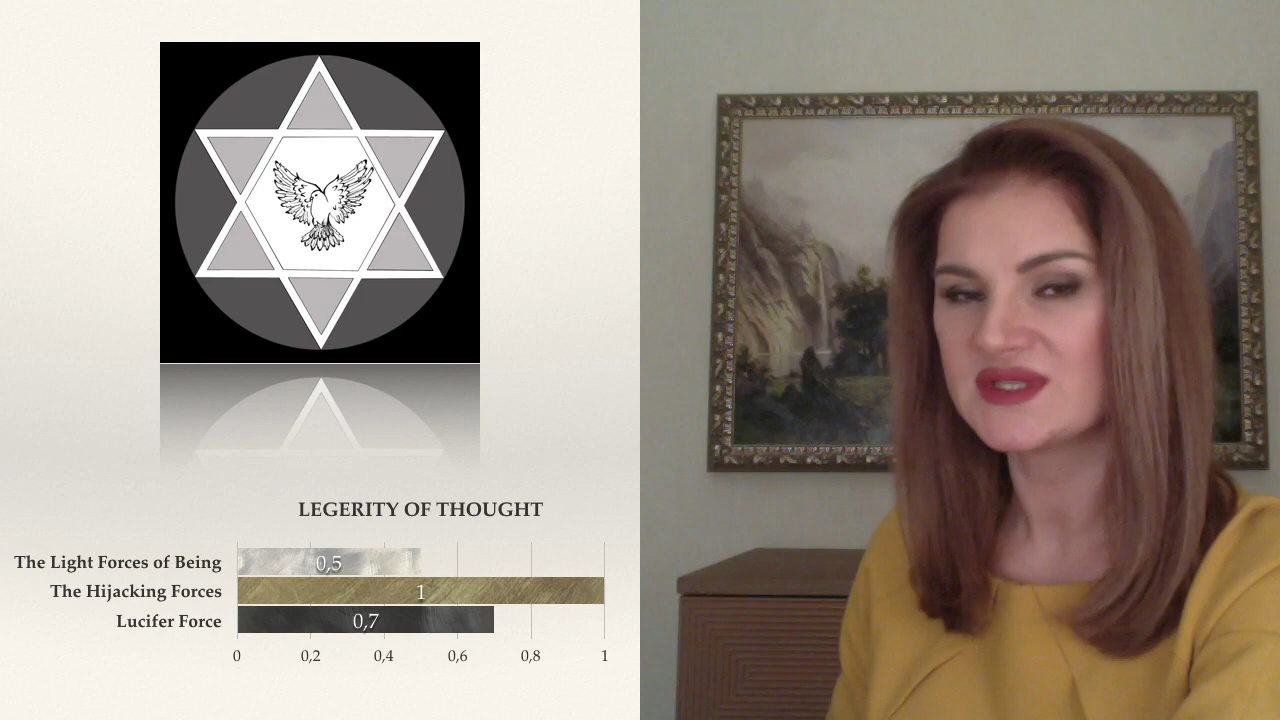 LEGERITY OF THOUGHT
The Light Forces of Being 0,5
The Hijacking Forces 1
Lucifer Force 0,7
0 0,2 0,4 0,6 0,8 1